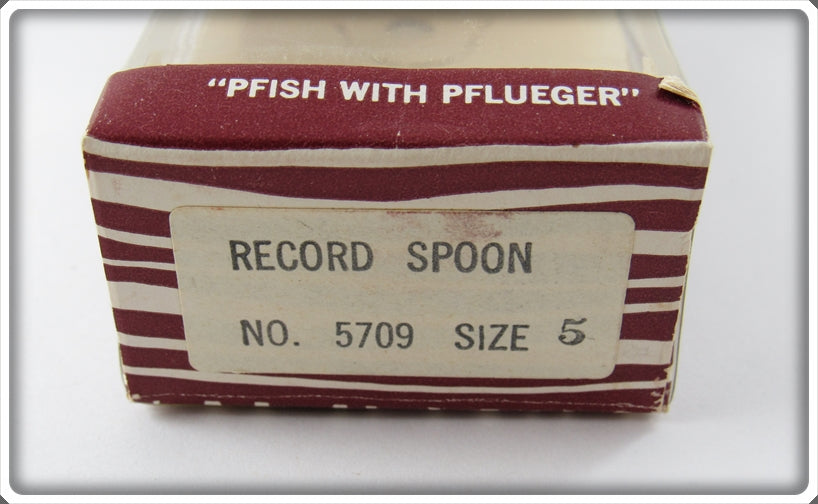 "PFISH WITH PFLUEGER"
RECORD SPOON
NO. 5709 SIZE 5